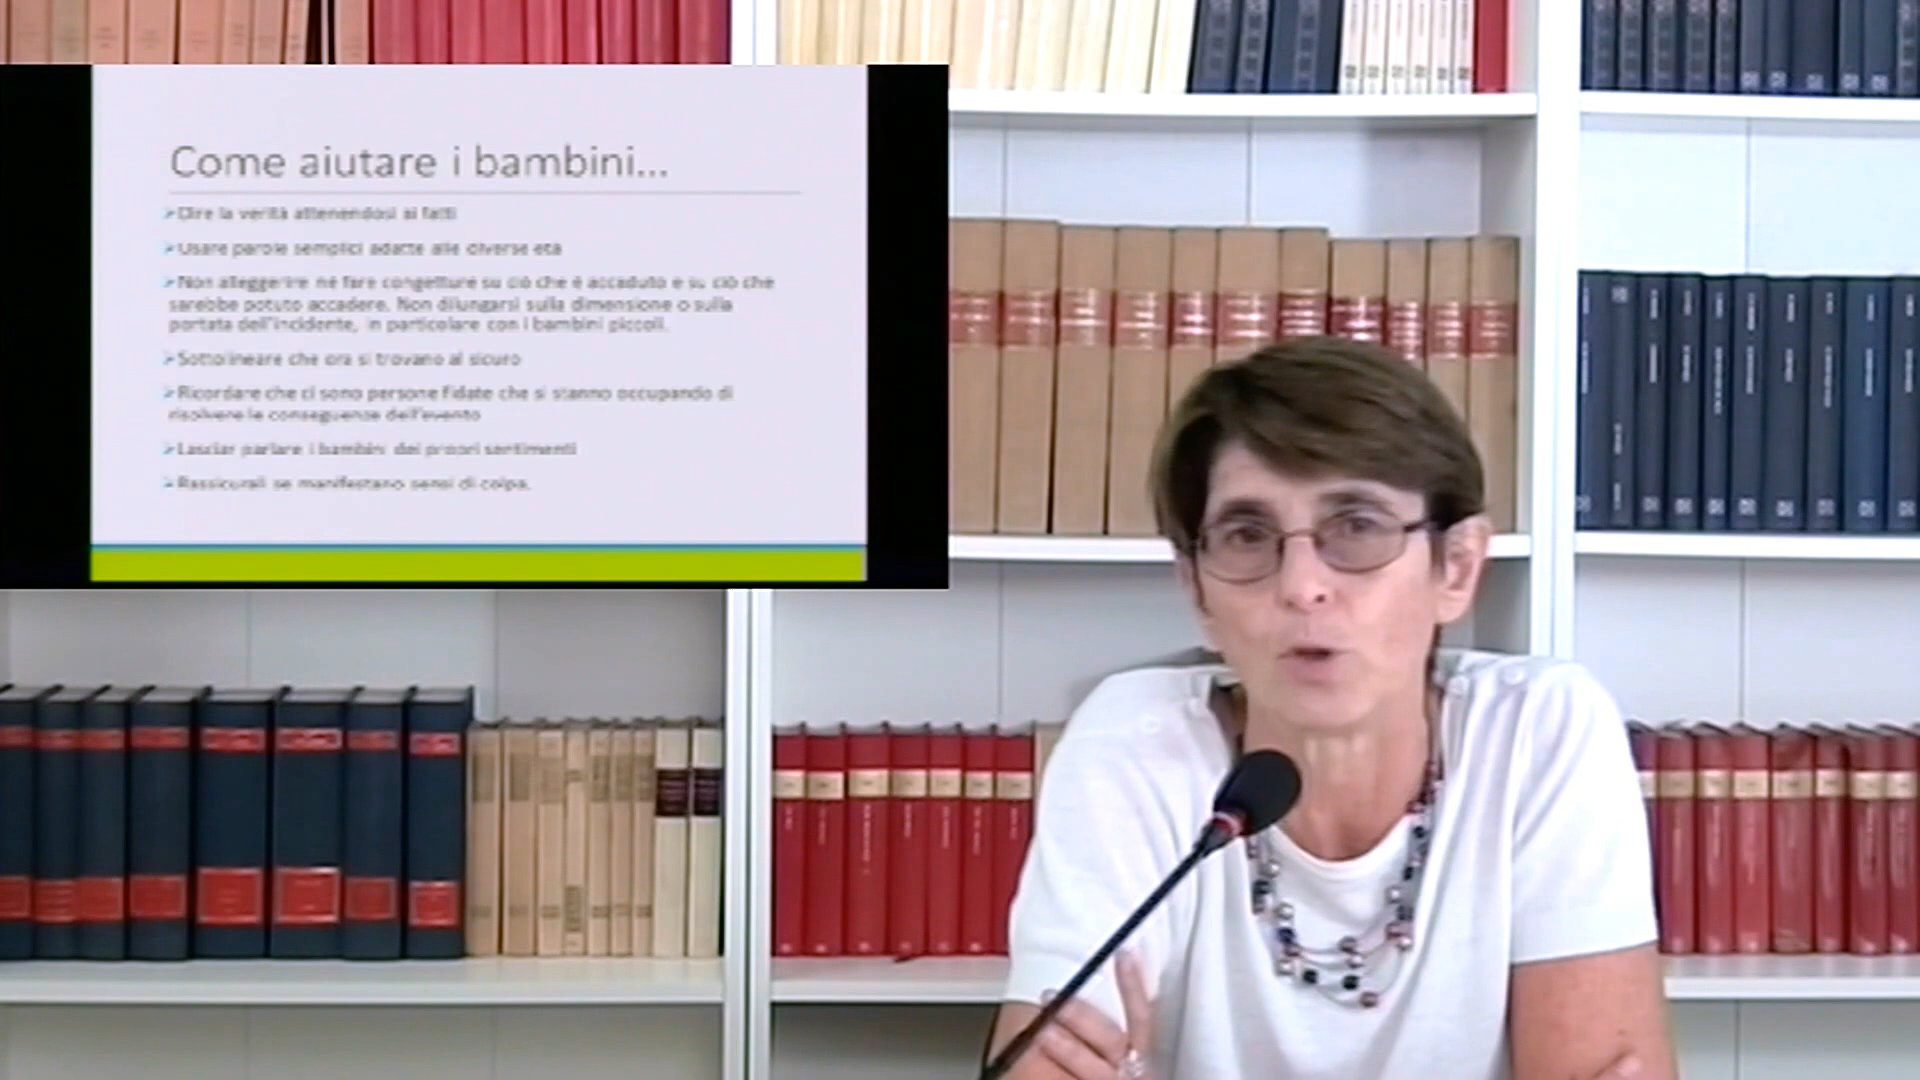 Come aiutare i bambini...
Dire la verità attenendosi ai fatti
Usare parole semplici adatte alle diverse età
Non alleggerire né fare congetture su ciò che è accaduto e su ciò che
sarebbe potuto accadere. Non dilungarsi sulla dimensione o sulla
portata dell'incidente, in particolare con i bambini piccoli.
Sottolineare che ora si trovano al sicuro
Ricordare che ci sono persone fidate che si stanno occupando di
risolvere le conseguenze dell'evento
Lasciar parlare i bambini dei propri sentimenti
Rassicurali se manifestano sensi di colpa.